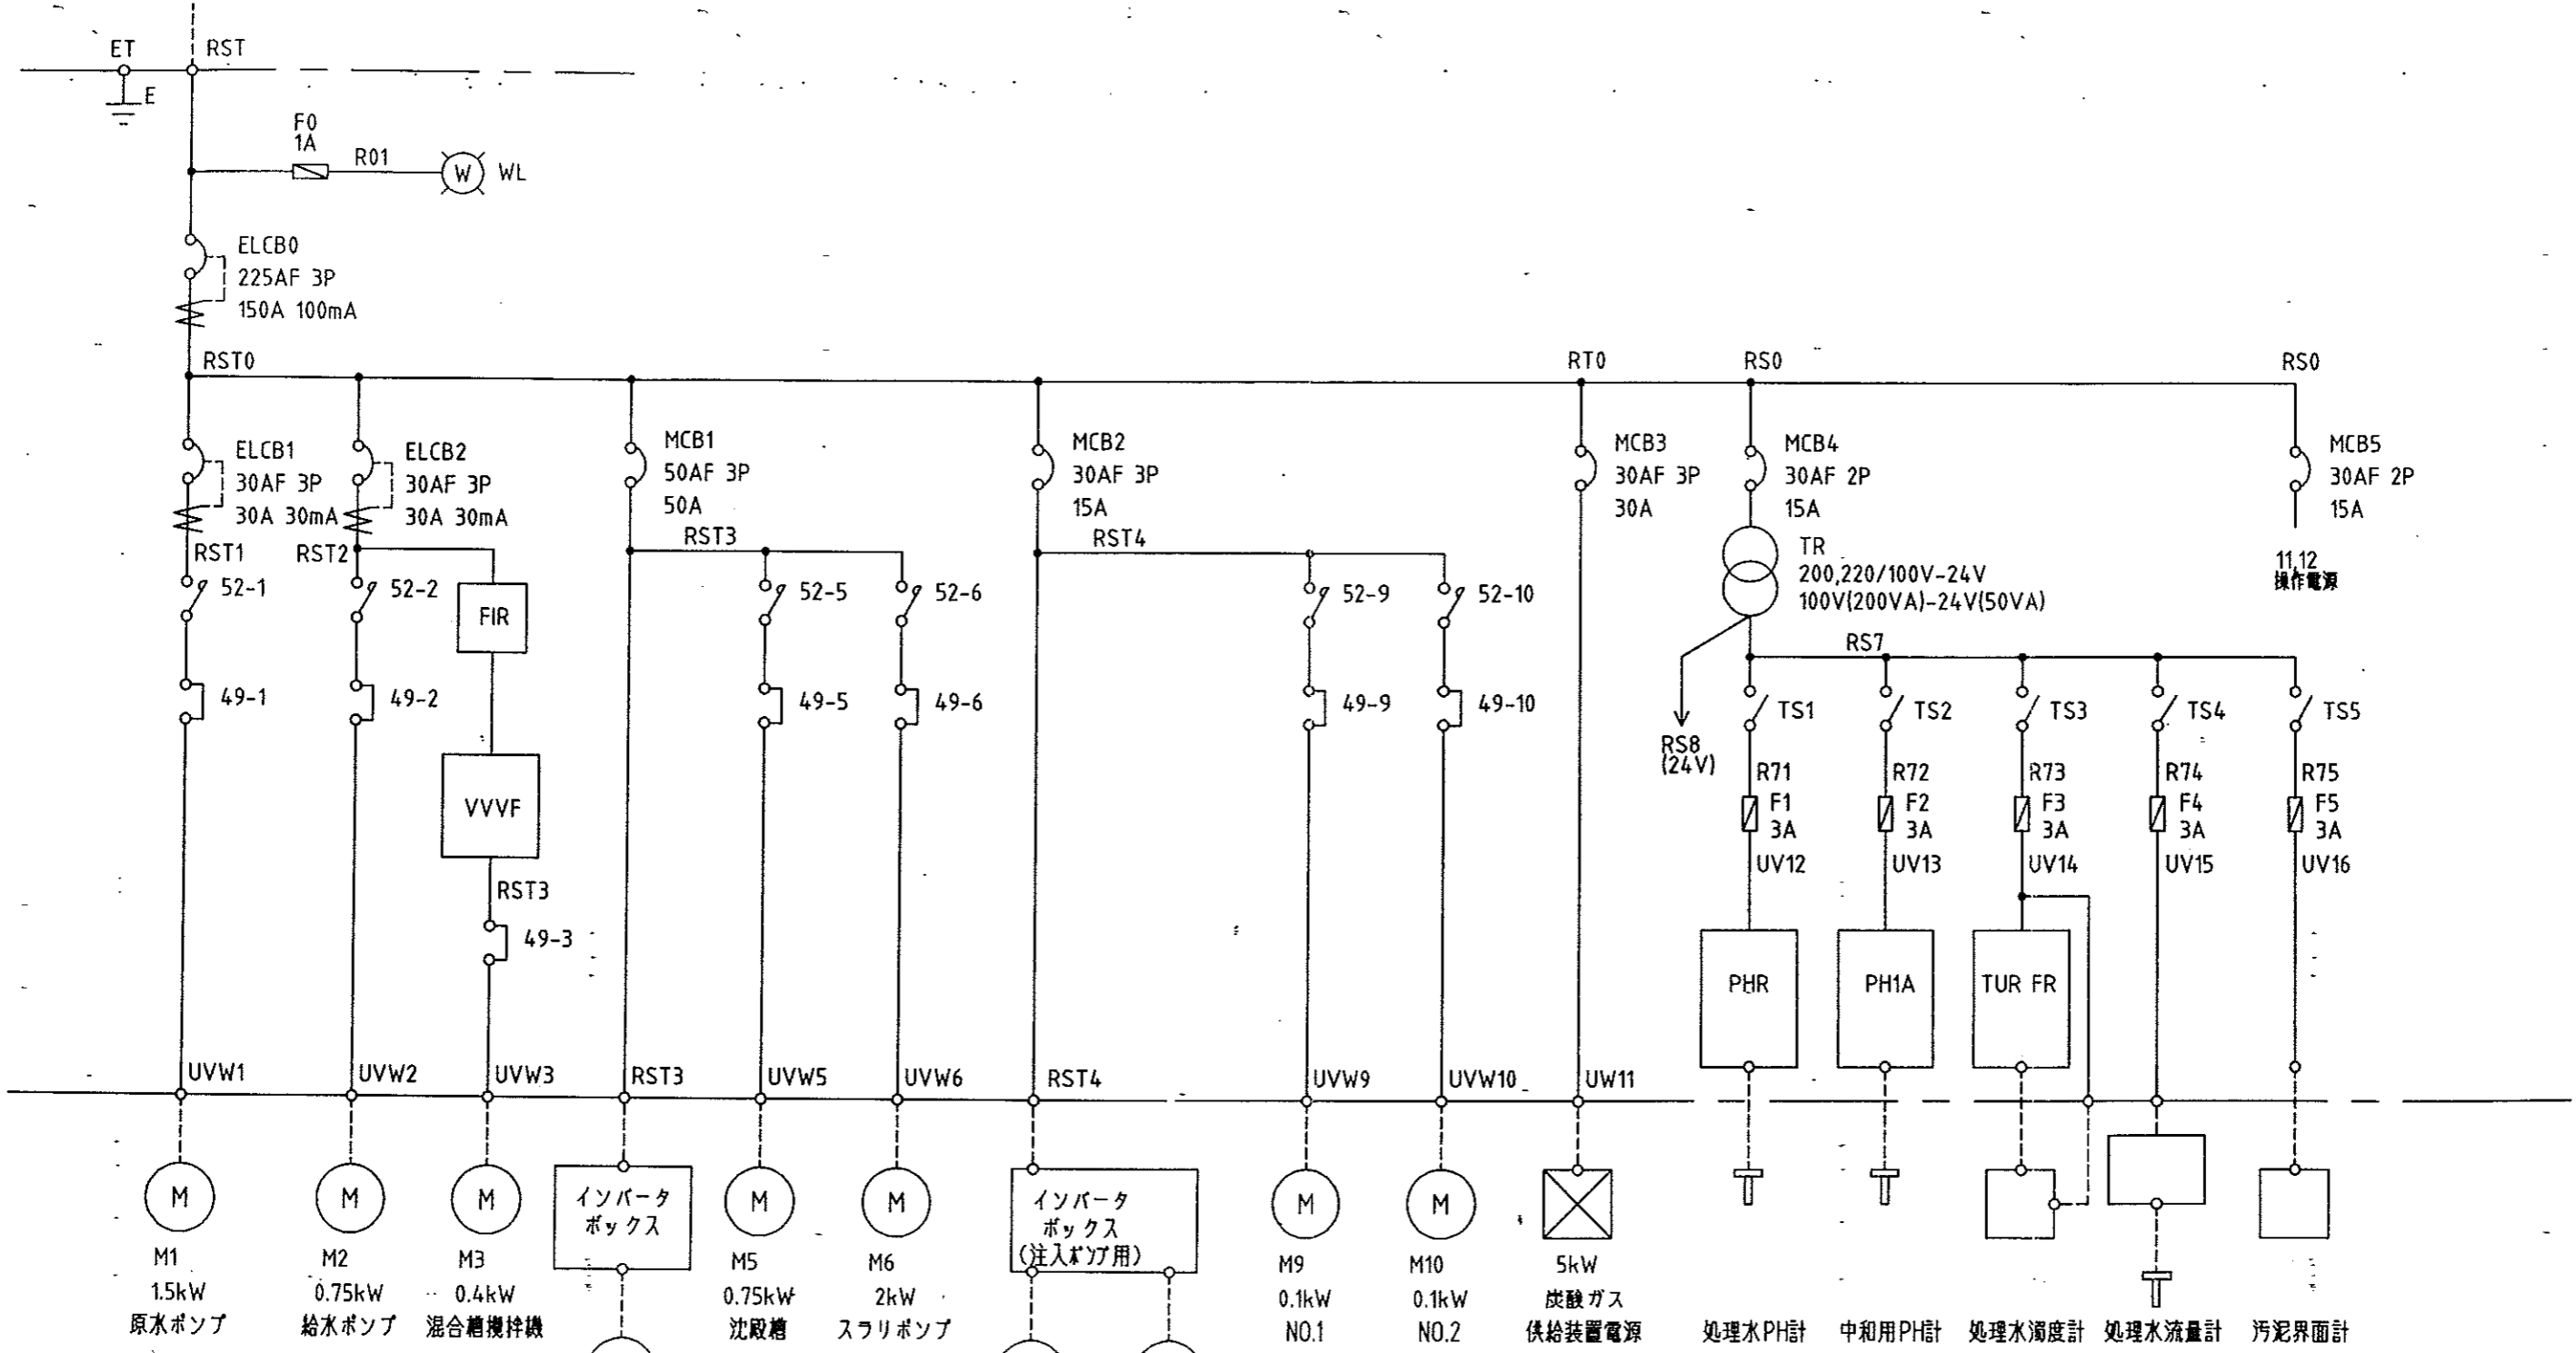 ET
RST
E
F0
1A
R01
W
WL
ELCB0
225AF 3P
150A 100mA
RST0
RT0
RS0
RS0
ELCB1
30AF 3P
30A 30mA
ELCB2
30AF 3P
30A 30mA
MCB1
50AF 3P
50A
MCB2
30AF 3P
15A
MCB3
30AF 3P
30A
MCB4
30AF 2P
15A
MCB5
30AF 2P
15A
RST1
RST2
RST3
RST4
TR
200,220/100V-24V
100V(200VA)-24V(50VA)
11,12
操作電源
52-1
52-2
FIR
52-5
52-6
52-9
52-10
RS7
49-1
49-2
49-5
49-6
49-9
49-10
RS8
(24V)
TS1
TS2
TS3
TS4
TS5
VVVF
R71
F1
3A
R72
F2
3A
R73
F3
3A
R74
F4
3A
R75
F5
3A
UV12
UV13
UV14
UV15
UV16
RST3
49-3
PHR
PH1A
TUR FR
UVW1
UVW2
UVW3
RST3
UVW5
UVW6
RST4
UVW9
UVW10
UW11
M
M
M
インバータ
ボックス
M
M
インバータ
ボックス
(注入ポンプ用)
M
M
M1
1.5kW
原水ポンプ
M2
0.75kW
給水ポンプ
M3
0.4kW
混合槽攪拌機
M5
0.75kW
沈殿槽
M6
2kW
スラリポンプ
M9
0.1kW
NO.1
M10
0.1kW
NO.2
5kW
炭酸ガス
供給装置電源
処理水PH計
中和用PH計
処理水濁度計
処理水流量計
汚泥界面計